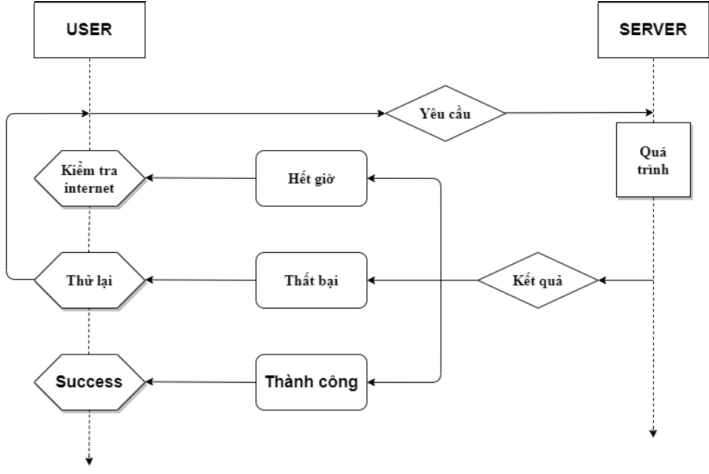 USER
SERVER
Yêu cầu
Quá
trình
Kiểm tra
internet
Hết giờ
Thử lại
Thất bại
Kết quả
Success
Thành công